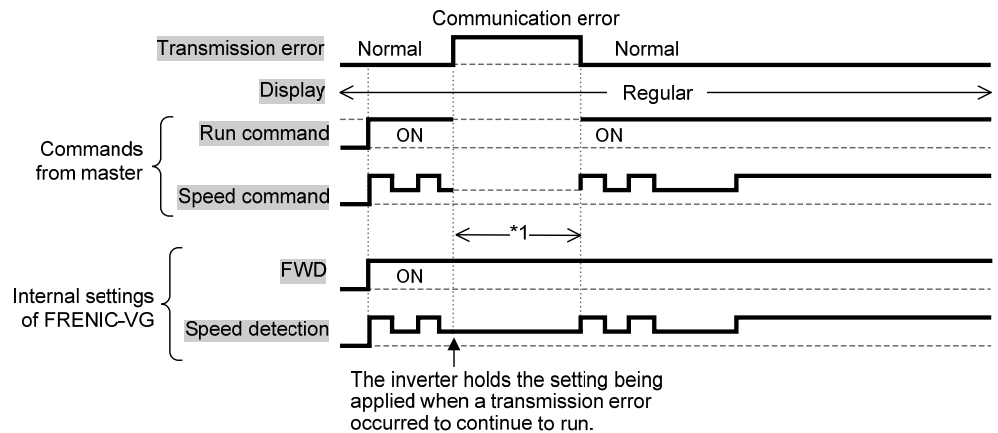 Communication error
Transmission error
Normal
Normal
Display
Regular
Commands
from master
Run command
ON
ON
Speed command
*1
Internal settings
of FRENIC-VG
FWD
ON
Speed detection
The inverter holds the setting being
applied when a transmission error
occurred to continue to run.